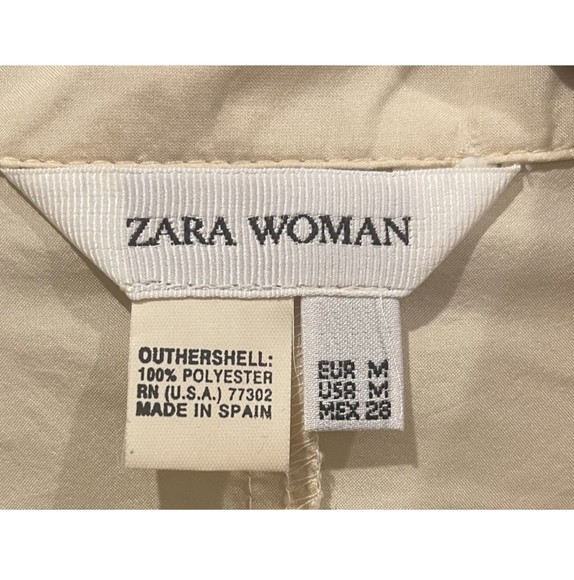 ZARA WOMAN
OUTHERSHELL:
100% POLYESTER
RN (U.S.A.) 77302
MADE IN SPAIN
EUR M
USA M
MEX 28